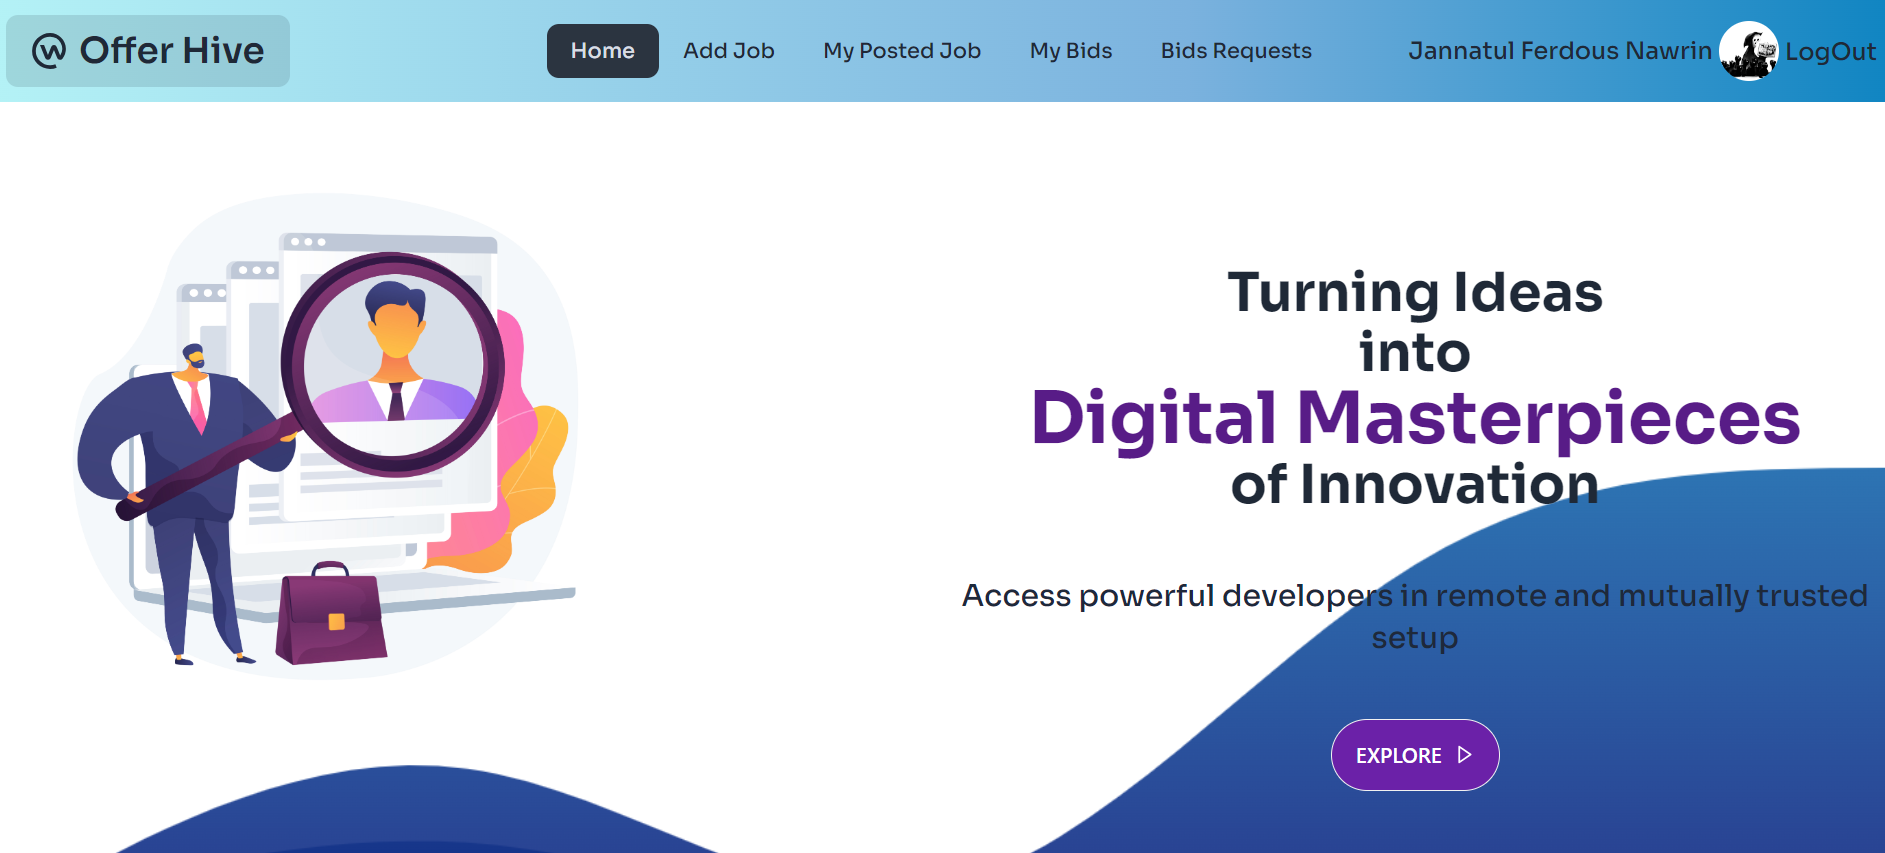 Offer Hive
Home
Add Job
My Posted Job
My Bids
Bids Requests
Jannatul Ferdous Nawrin
LogOut
Turning Ideas
into
Digital Masterpieces
of Innovation
Access powerful developers in remote and mutually trusted
setup
EXPLORE